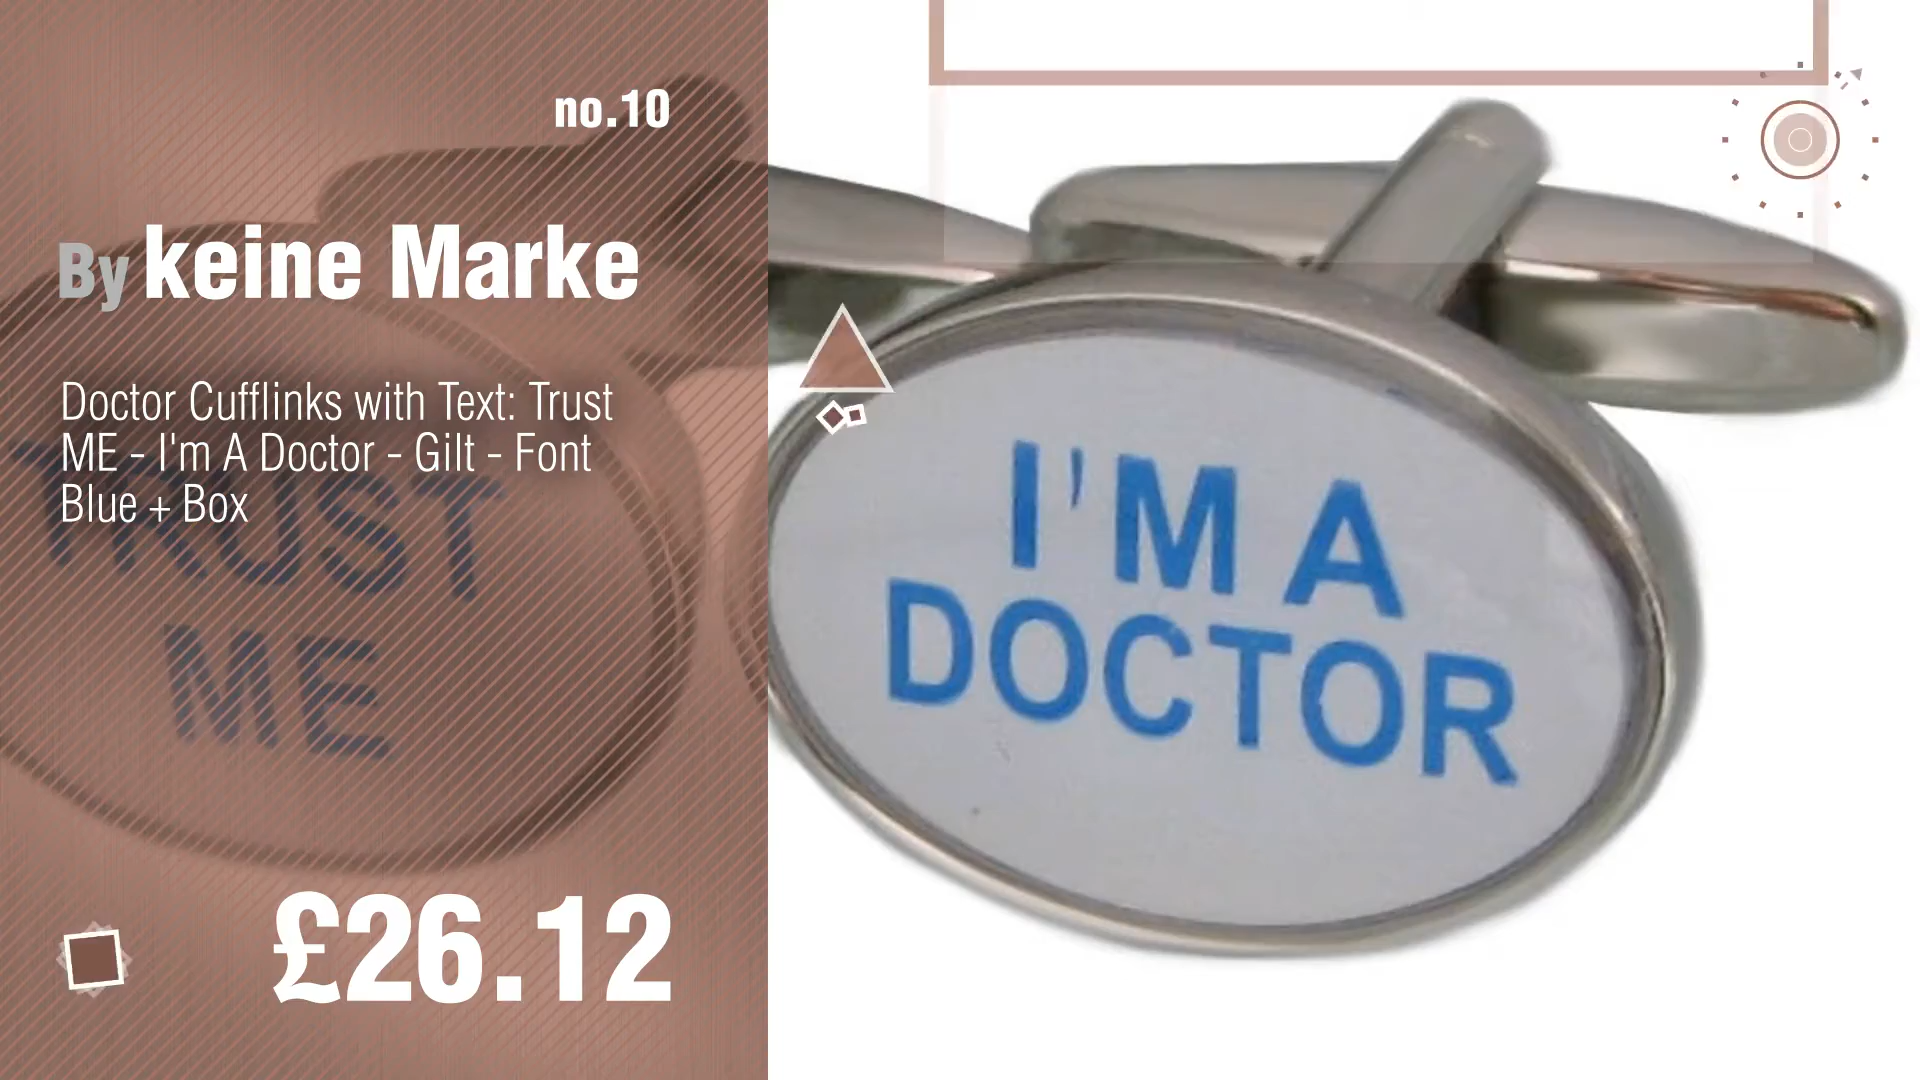 no.10
By keine Marke
Doctor Cufflinks with Text: Trust
ME - I'm A Doctor - Gilt - Font
Blue + Box
TRUST
ME
£26.12
I'M A
DOCTOR